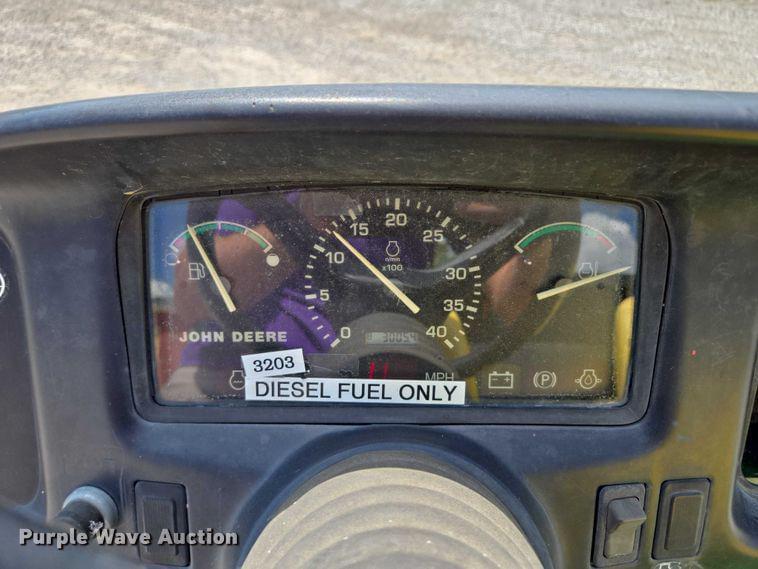 20
15
25
10
n/min
x100
30
5
35
0
40
JOHN DEERE
3203
MPH
P
DIESEL FUEL ONLY
Purple Wave Auction